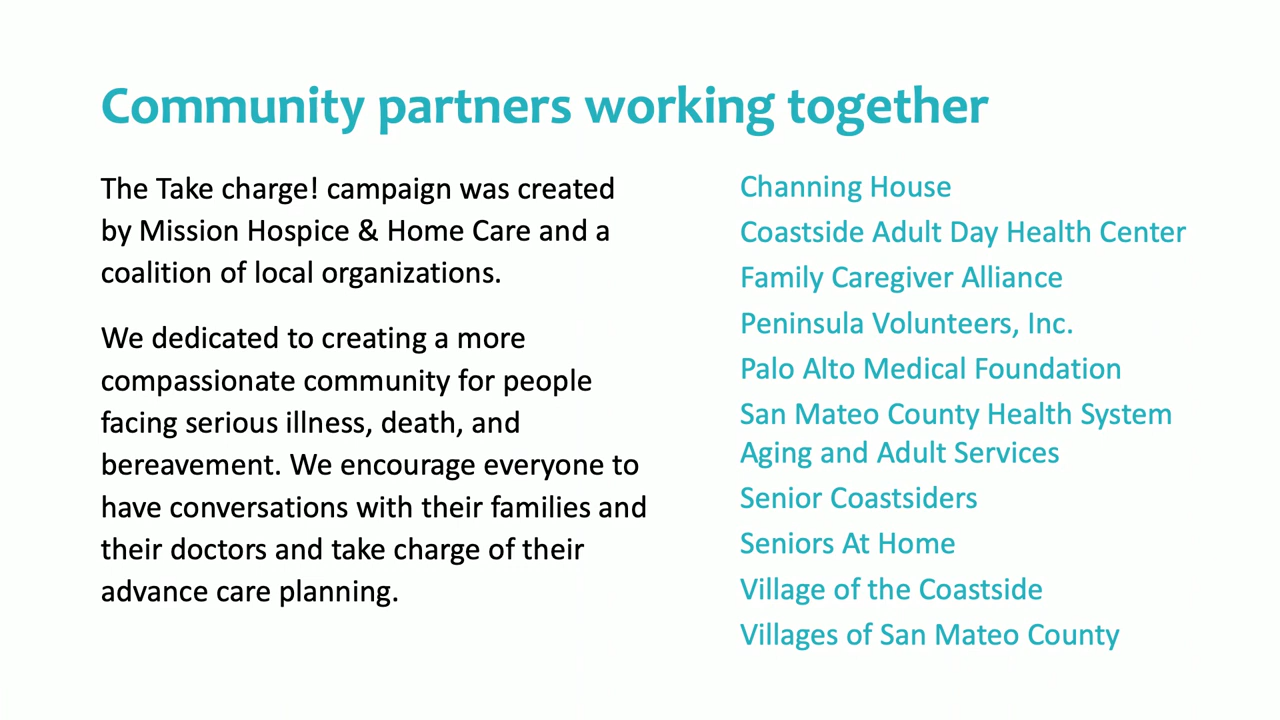 Community partners working together
The Take charge! campaign was created
by Mission Hospice & Home Care and a
coalition of local organizations.
We dedicated to creating a more
compassionate community for people
facing serious illness, death, and
bereavement. We encourage everyone to
have conversations with their families and
their doctors and take charge of their
advance care planning.
Channing House
Coastside Adult Day Health Center
Family Caregiver Alliance
Peninsula Volunteers, Inc.
Palo Alto Medical Foundation
San Mateo County Health System
Aging and Adult Services
Senior Coastsiders
Seniors At Home
Village of the Coastside
Villages of San Mateo County